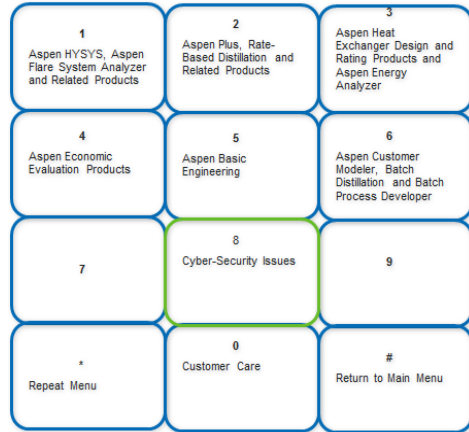 1
Aspen HYSYS, Aspen
Flare System Analyzer
and Related Products
2
Aspen Plus, Rate-
Based Distillation and
Related Products
3
Aspen Heat
Exchanger Design and
Rating Products and
Aspen Energy
Analyzer
4
Aspen Economic
Evaluation Products
5
Aspen Basic
Engineering
6
Aspen Customer
Modeler, Batch
Distillation and Batch
Process Developer
7
8
Cyber-Security Issues
9
*
Repeat Menu
0
Customer Care
#
Return to Main Menu